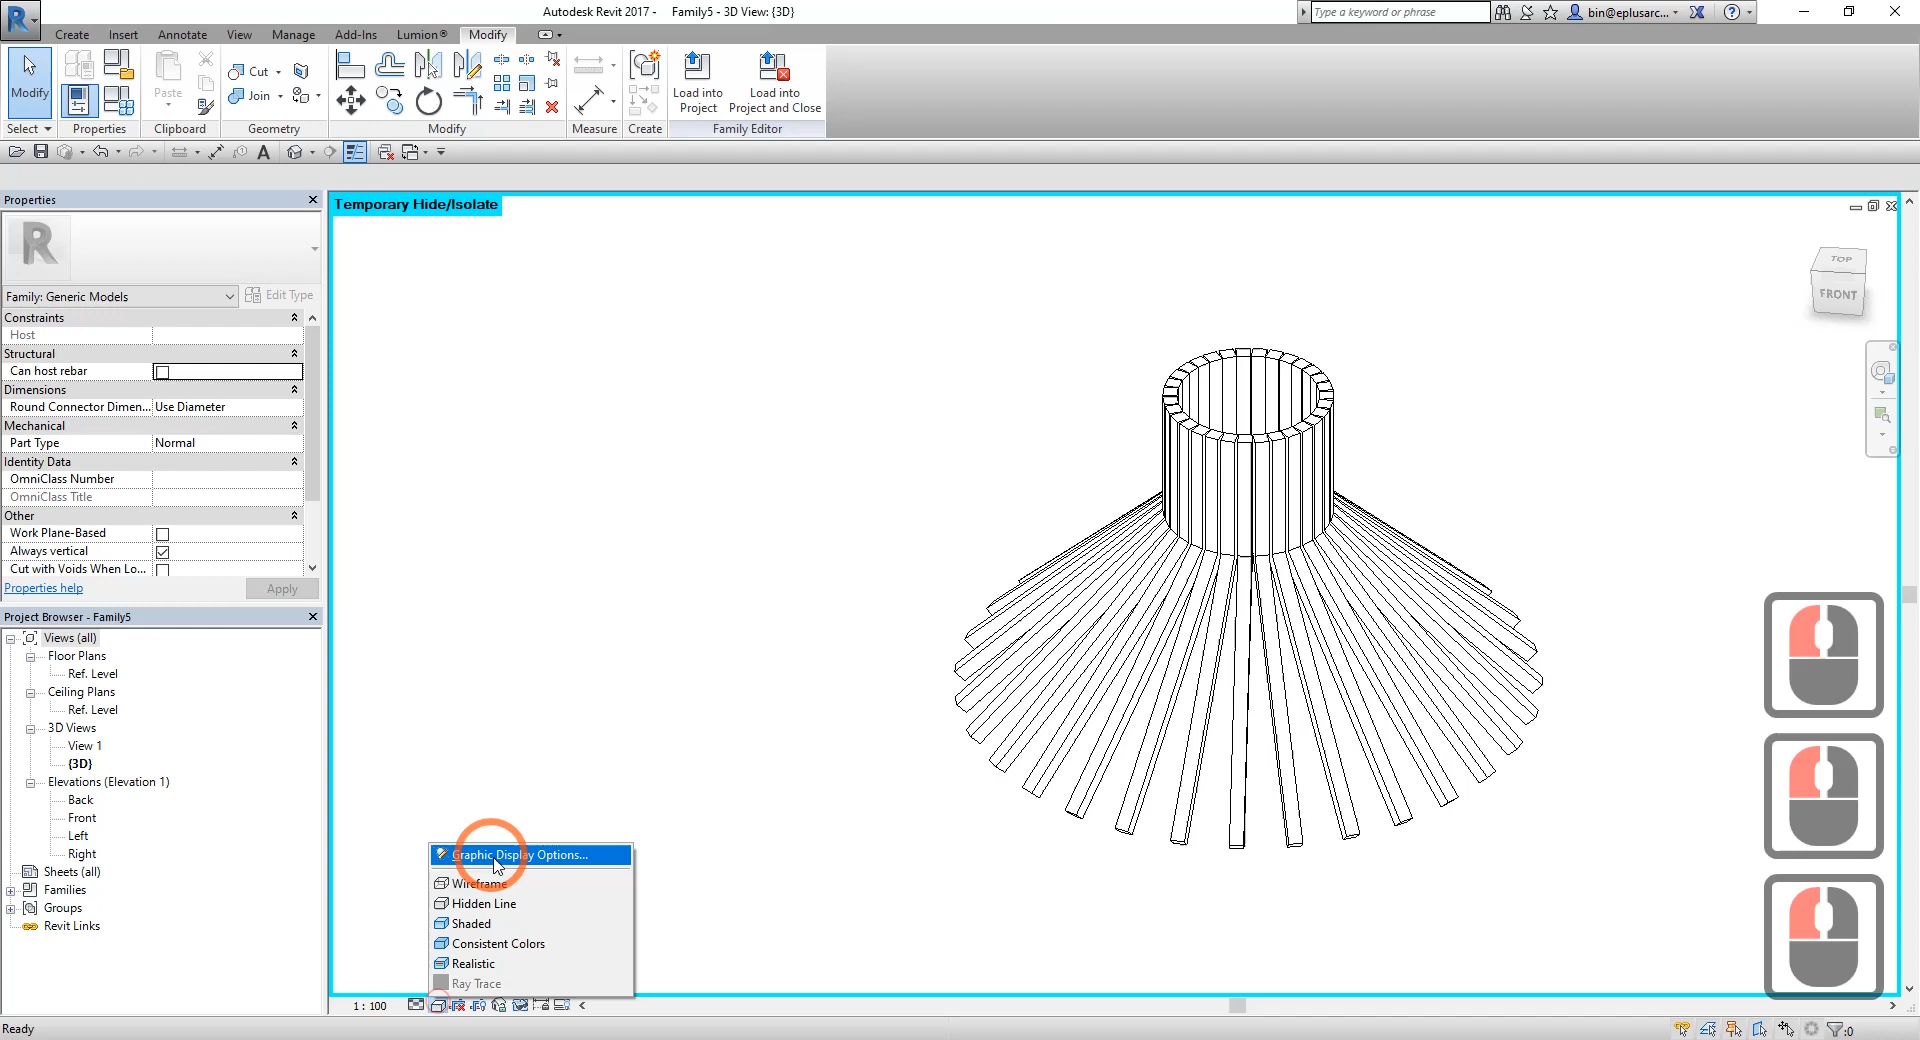 Autodesk Revit 2017 -    Family5 - 3D View: {3D}
Type a keyword or phrase
bin@eplusarc...
Create Insert Annotate View Manage Add-Ins Lumion® Modify
Modify
Paste
Cut
Join
Load into Project
Load into Project and Close
Select Properties Clipboard Geometry Modify Measure Create Family Editor
Properties
Temporary Hide/Isolate
R
Family: Generic Models
Edit Type
Constraints
Host
Structural
Can host rebar
Dimensions
Round Connector Dimen... Use Diameter
Mechanical
Part Type Normal
Identity Data
OmniClass Number
OmniClass Title
Other
Work Plane-Based
Always vertical
Cut with Voids When Lo...
Properties help
Apply
Project Browser - Family5
Views (all)
Floor Plans
Ref. Level
Ceiling Plans
Ref. Level
3D Views
View 1
{3D}
Elevations (Elevation 1)
Back
Front
Left
Right
Sheets (all)
Families
Groups
Revit Links
TOP
FRONT
Graphic Display Options...
Wireframe
Hidden Line
Shaded
Consistent Colors
Realistic
Ray Trace
1 : 100
Ready
:0